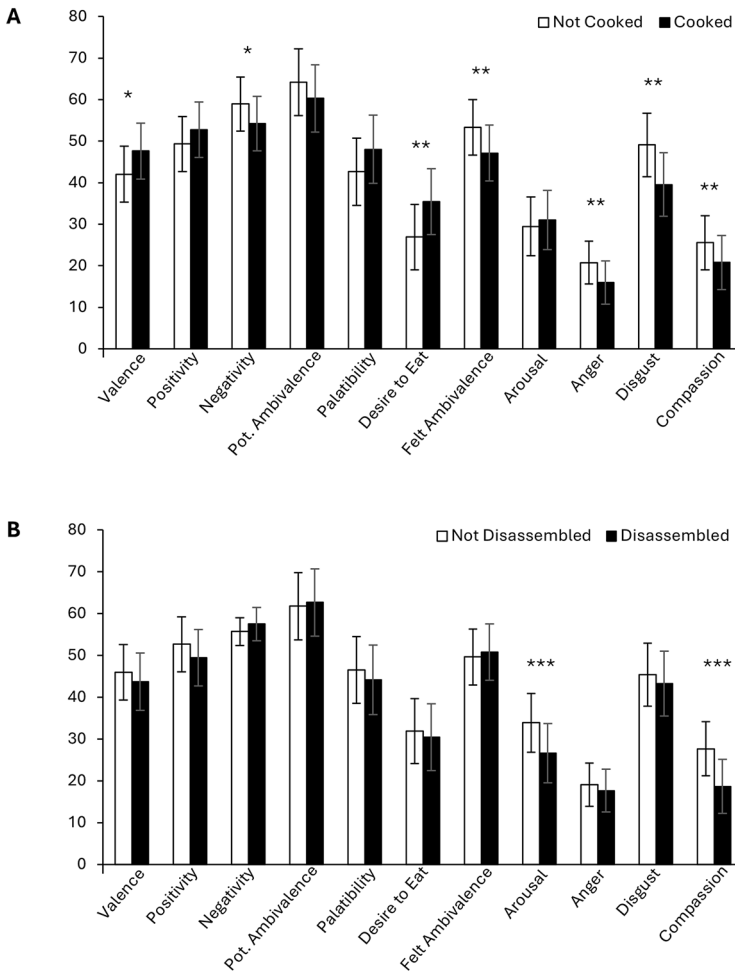 A
80
Not Cooked Cooked
70
60
50
40
30
20
10
0
* * ** ** ** ** **
Valence Positivity Negativity Pot. Ambivalence Palatibility Desire to Eat Felt Ambivalence Arousal Anger Disgust Compassion
B
80
Not Disassembled Disassembled
70
60
50
40
30
20
10
0
*** ***
Valence Positivity Negativity Pot. Ambivalence Palatibility Desire to Eat Felt Ambivalence Arousal Anger Disgust Compassion